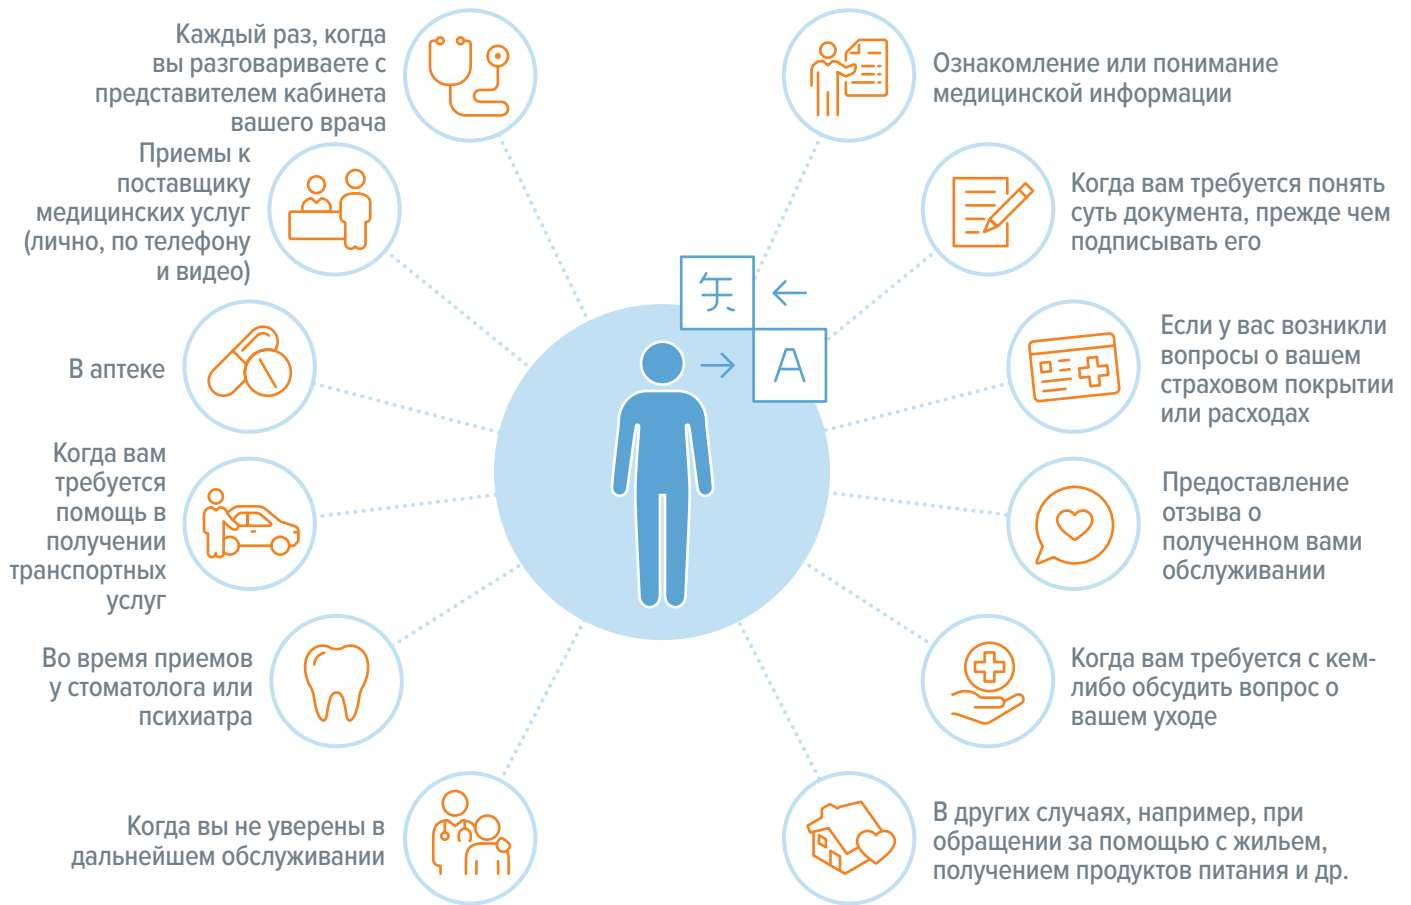 Каждый раз, когда
вы разговариваете с
представителем кабинета
вашего врача
Приемы к
поставщику
медицинских услуг
(лично, по телефону
и видео)
В аптеке
Когда вам
требуется
помощь в
получении
транспортных
услуг
Во время приемов
у стоматолога или
психиатра
Когда вы не уверены в
дальнейшем обслуживании
A
Ознакомление или понимание
медицинской информации
Когда вам требуется понять
суть документа, прежде чем
подписывать его
Если у вас возникли
вопросы о вашем
страховом покрытии
или расходах
Предоставление
отзыва о
полученном вами
обслуживании
Когда вам требуется с кем-
либо обсудить вопрос о
вашем уходе
В других случаях, например, при
обращении за помощью с жильем,
получением продуктов питания и др.